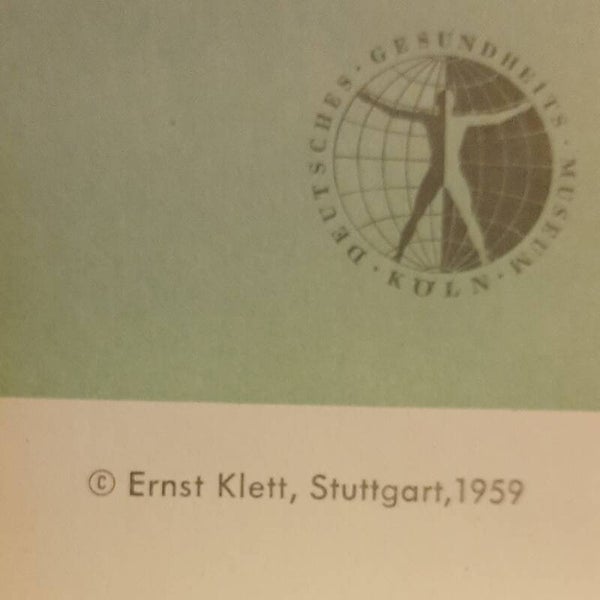 DEUTSCHES · GESUNDHEITS · MUSEUM · KÖLN ·
© Ernst Klett, Stuttgart,1959